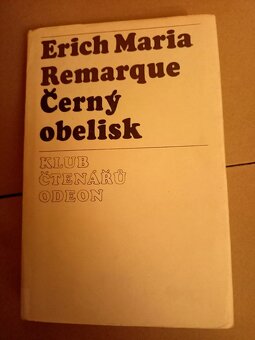 Erich Maria
Remarque
Černý
obelisk
KLUB
ČTENÁŘŮ
ODEON